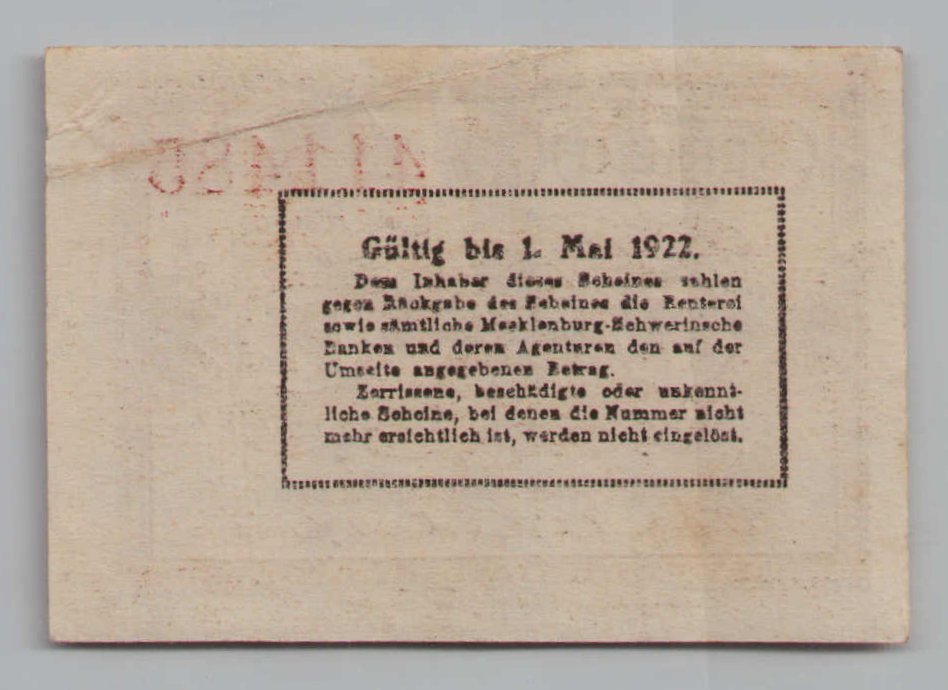 Gültig bis 1. Mai 1922.
Dem Inhaber dieses Scheines zahlen
gegen Rückgabe des Scheines die Renterei
sowie sämtliche Mecklenburg-Schwerinsche
Banken und deren Agenturen den auf der
Umseite angegebenen Betrag.
Zerrissene, beschädigte oder unkennt-
liche Scheine, bei denen die Nummer nicht
mehr ersichtlich ist, werden nicht eingelöst.